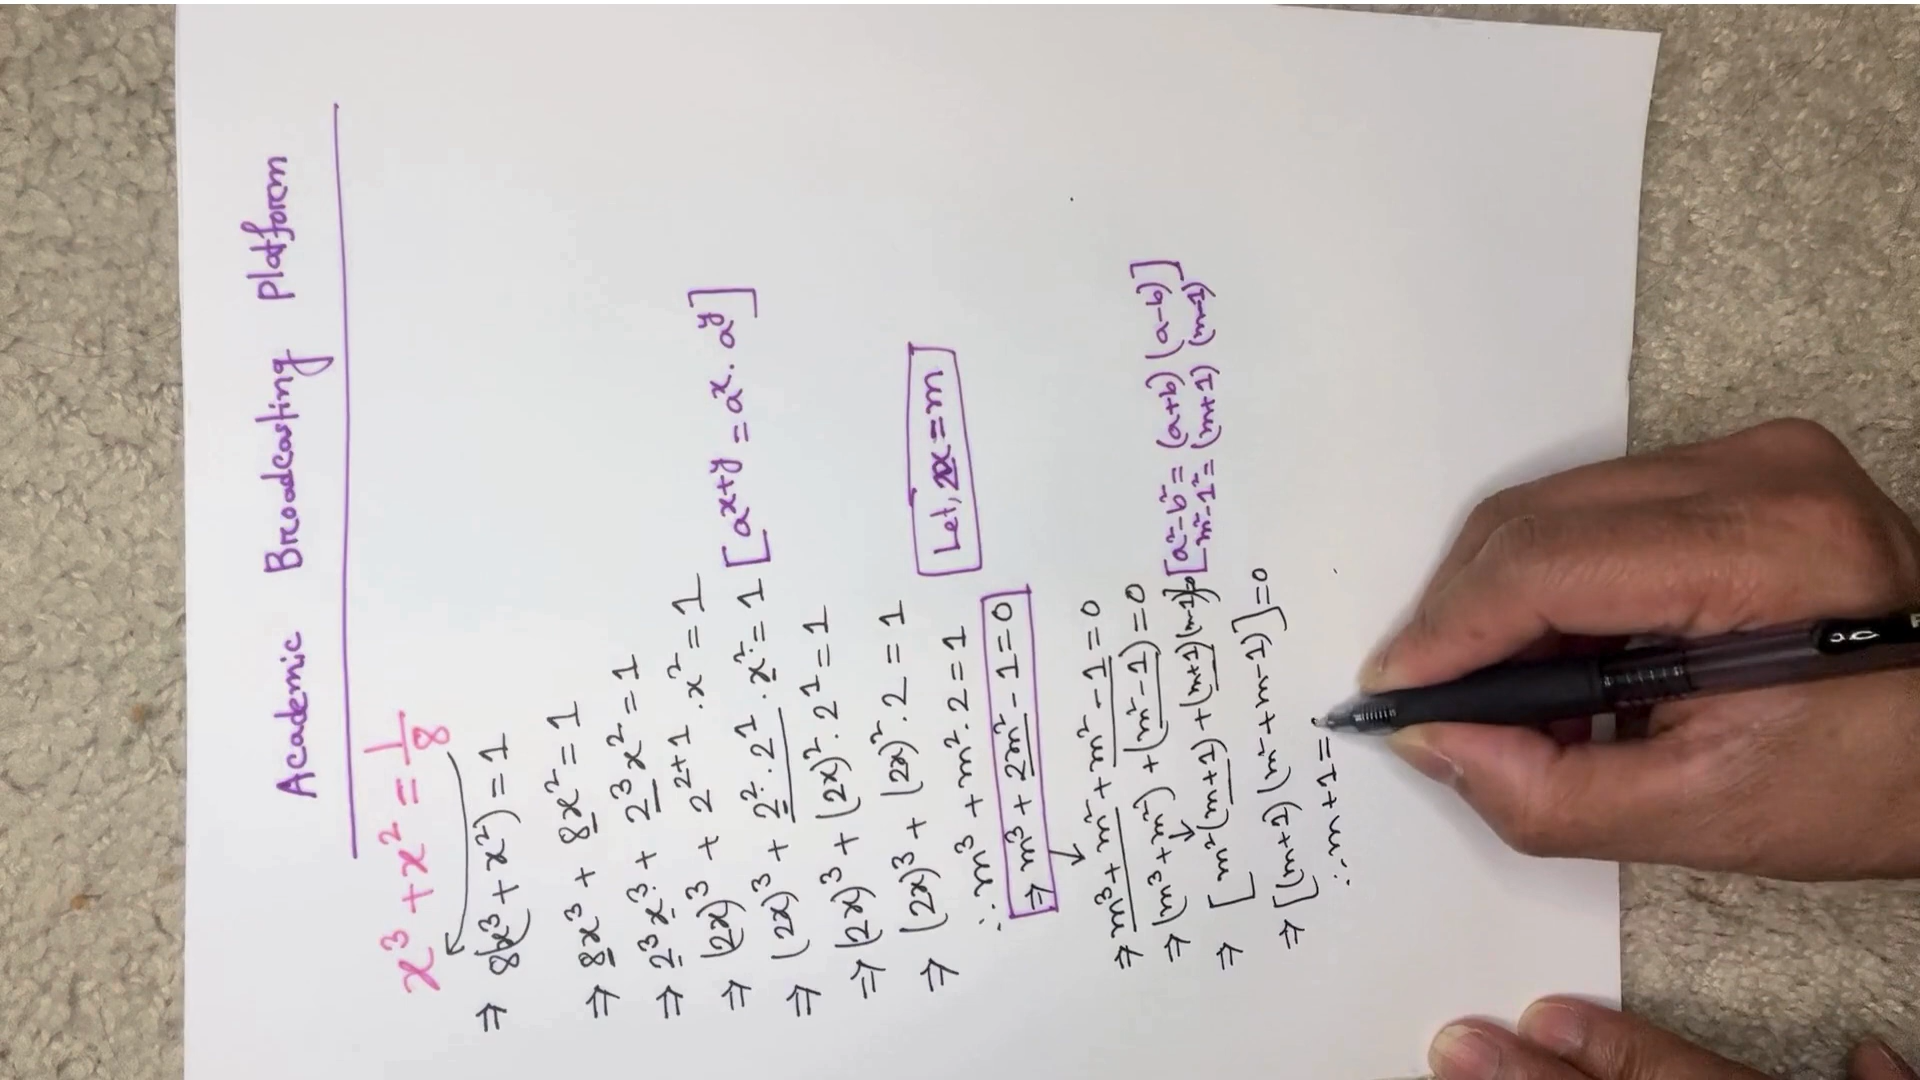 Academic Broadcasting Platform
x³ + x² = 1/8
⇒ 8(x³ + x²) = 1
⇒ 8x³ + 8x² = 1
⇒ 2³x³ + 2³x² = 1
⇒ (2x)³ + 2²⁺¹ . x² = 1
⇒ (2x)³ + 2² . 2¹ . x² = 1 [aˣ⁺ʸ = aˣ . aʸ]
⇒ (2x)³ + (2x)² . 2¹ = 1
⇒ (2x)³ + (2x)² . 2 = 1
∴ m³ + m² . 2 = 1 Let, 2x = m
⇒ m³ + 2m² - 1 = 0
⇒ m³ + m² + m² - 1 = 0
⇒ (m³ + m²) + (m² - 1) = 0
⇒ [m²(m+1) + (m+1)(m-1)]=0 [a² - b² = (a+b) (a-b)]
m² - 1² = (m+1) (m-1)
⇒ [(m+1) (m² + m - 1)] = 0
∴ m + 1 =